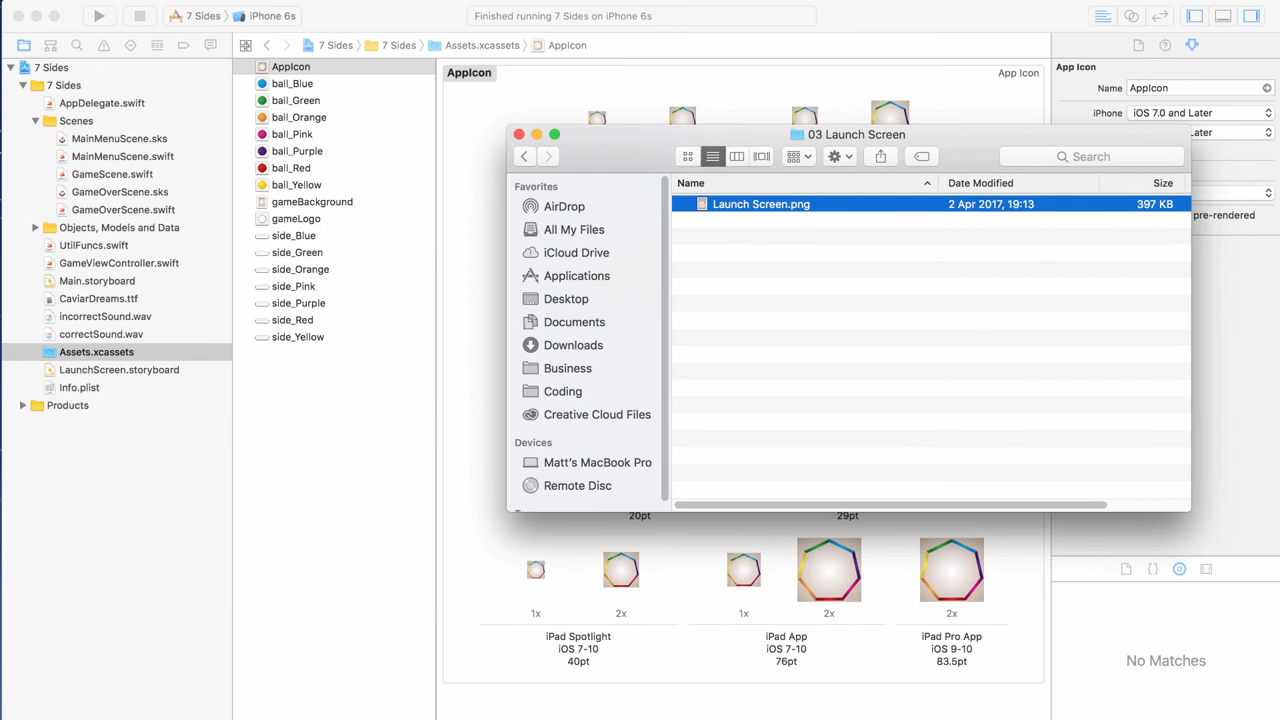 7 Sides
iPhone 6s
Finished running 7 Sides on iPhone 6s
7 Sides
7 Sides
Assets.xcassets
AppIcon
7 Sides
7 Sides
AppDelegate.swift
Scenes
MainMenuScene.sks
MainMenuScene.swift
GameScene.swift
GameOverScene.sks
GameOverScene.swift
Objects, Models and Data
UtilFuncs.swift
GameViewController.swift
Main.storyboard
CaviarDreams.ttf
incorrectSound.wav
correctSound.wav
Assets.xcassets
LaunchScreen.storyboard
Info.plist
Products
AppIcon
ball_Blue
ball_Green
ball_Orange
ball_Pink
ball_Purple
ball_Red
ball_Yellow
gameBackground
gameLogo
side_Blue
side_Green
side_Orange
side_Pink
side_Purple
side_Red
side_Yellow
AppIcon
App Icon
03 Launch Screen
Search
Favorites
AirDrop
All My Files
iCloud Drive
Applications
Desktop
Documents
Downloads
Business
Coding
Creative Cloud Files
Devices
Matt's MacBook Pro
Remote Disc
Name
Date Modified
Size
Launch Screen.png
2 Apr 2017, 19:13
397 KB
20pt
29pt
1x
2x
1x
2x
2x
iPad Spotlight
iOS 7-10
40pt
iPad App
iOS 7-10
76pt
iPad Pro App
iOS 9-10
83.5pt
App Icon
Name
AppIcon
iPhone
iOS 7.0 and Later
Later
pre-rendered
No Matches